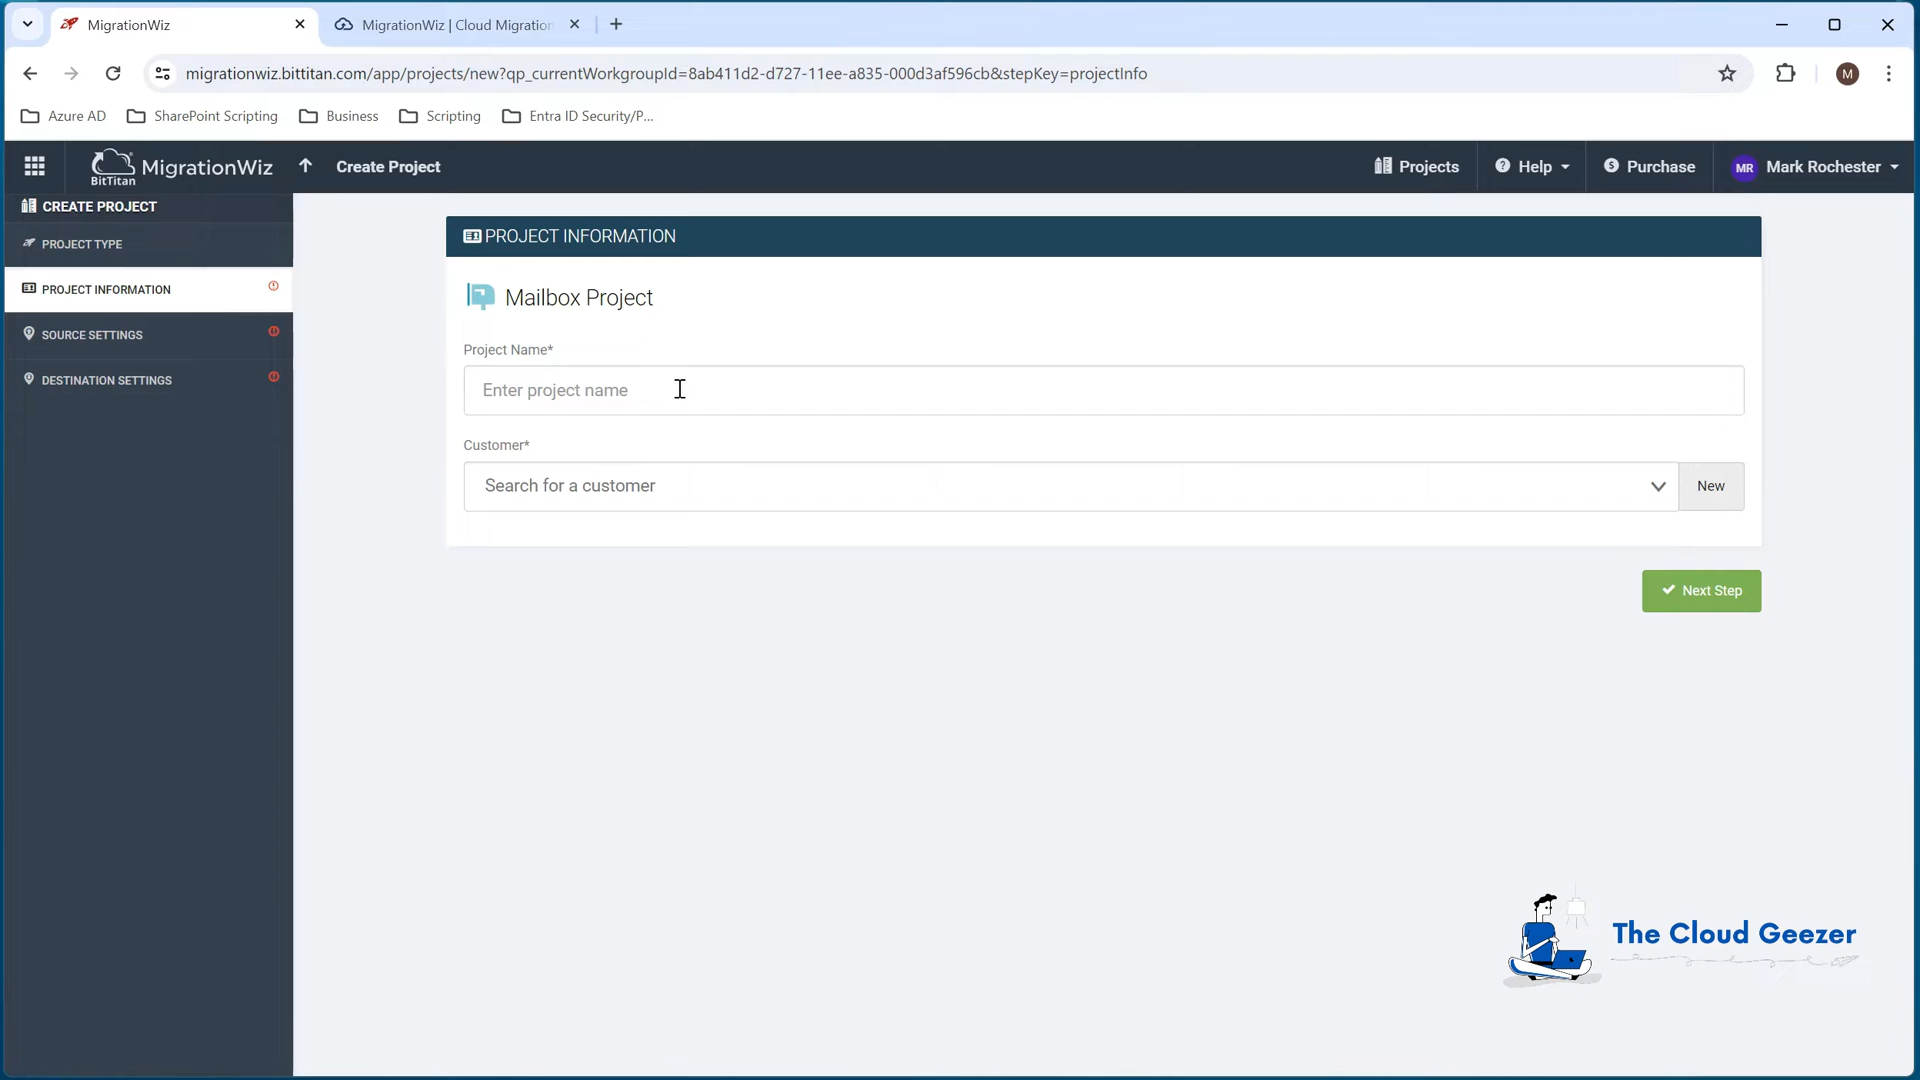 MigrationWiz
MigrationWiz | Cloud Migration
migrationwiz.bittitan.com/app/projects/new?qp_currentWorkgroupId=8ab411d2-d727-11ee-a835-000d3af596cb&stepKey=projectInfo
M
Azure AD
SharePoint Scripting
Business
Scripting
Entra ID Security/P...
BitTitan
MigrationWiz
Create Project
Projects
Help
Purchase
MR
Mark Rochester
CREATE PROJECT
PROJECT TYPE
PROJECT INFORMATION
SOURCE SETTINGS
DESTINATION SETTINGS
PROJECT INFORMATION
Mailbox Project
Project Name*
Enter project name
Customer*
Search for a customer
New
Next Step
The Cloud Geezer